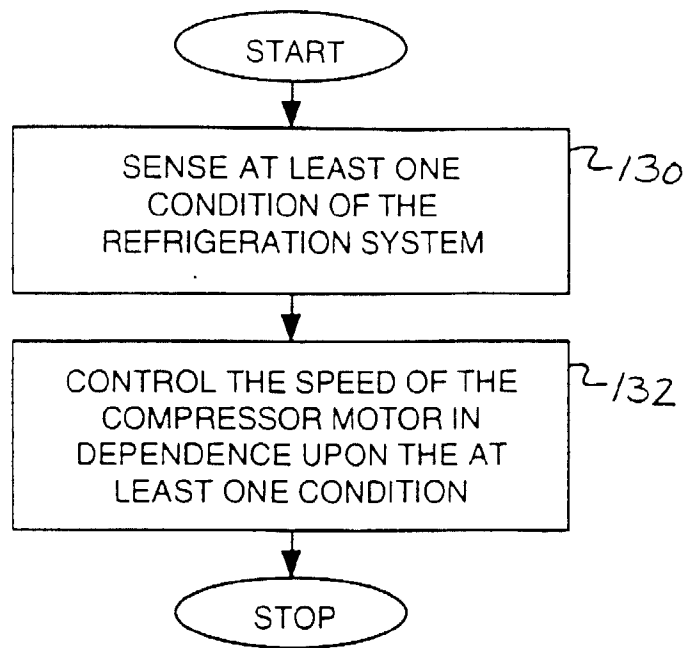 START
SENSE AT LEAST ONE
CONDITION OF THE
REFRIGERATION SYSTEM
130
CONTROL THE SPEED OF THE
COMPRESSOR MOTOR IN
DEPENDENCE UPON THE AT
LEAST ONE CONDITION
132
STOP